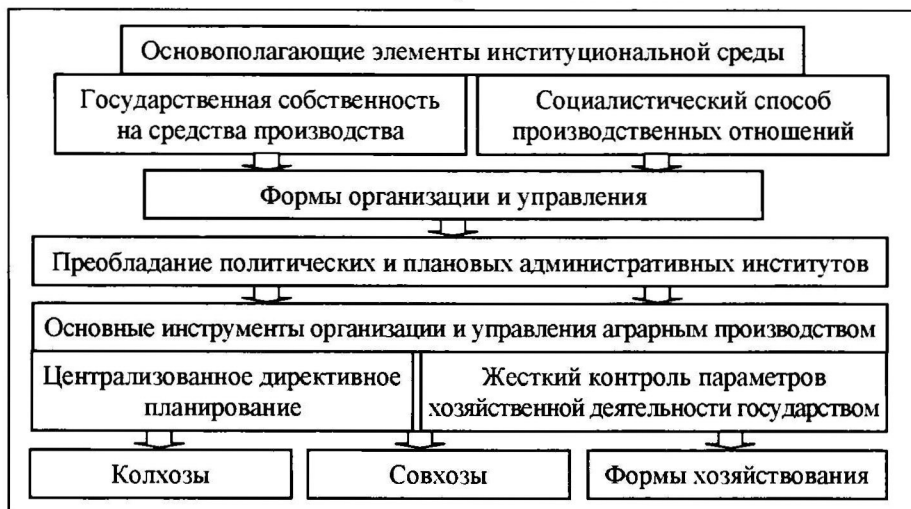 Основополагающие элементы институциональной среды
Государственная собственность
на средства производства
Социалистический способ
производственных отношений
Формы организации и управления
Преобладание политических и плановых административных институтов
Основные инструменты организации и управления аграрным производством
Централизованное директивное
планирование
Жесткий контроль параметров
хозяйственной деятельности государством
Колхозы
Совхозы
Формы хозяйствования